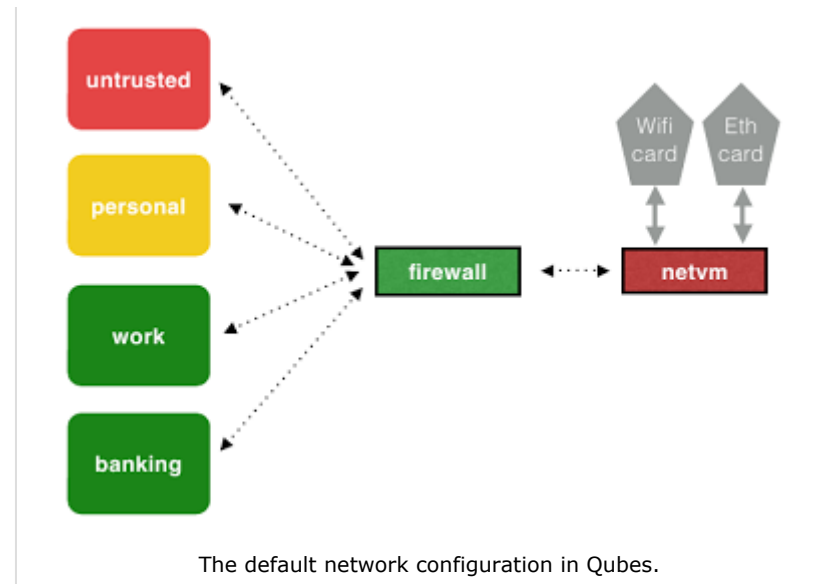 untrusted
personal
work
banking
firewall
netvm
Wifi
card
Eth
card
The default network configuration in Qubes.